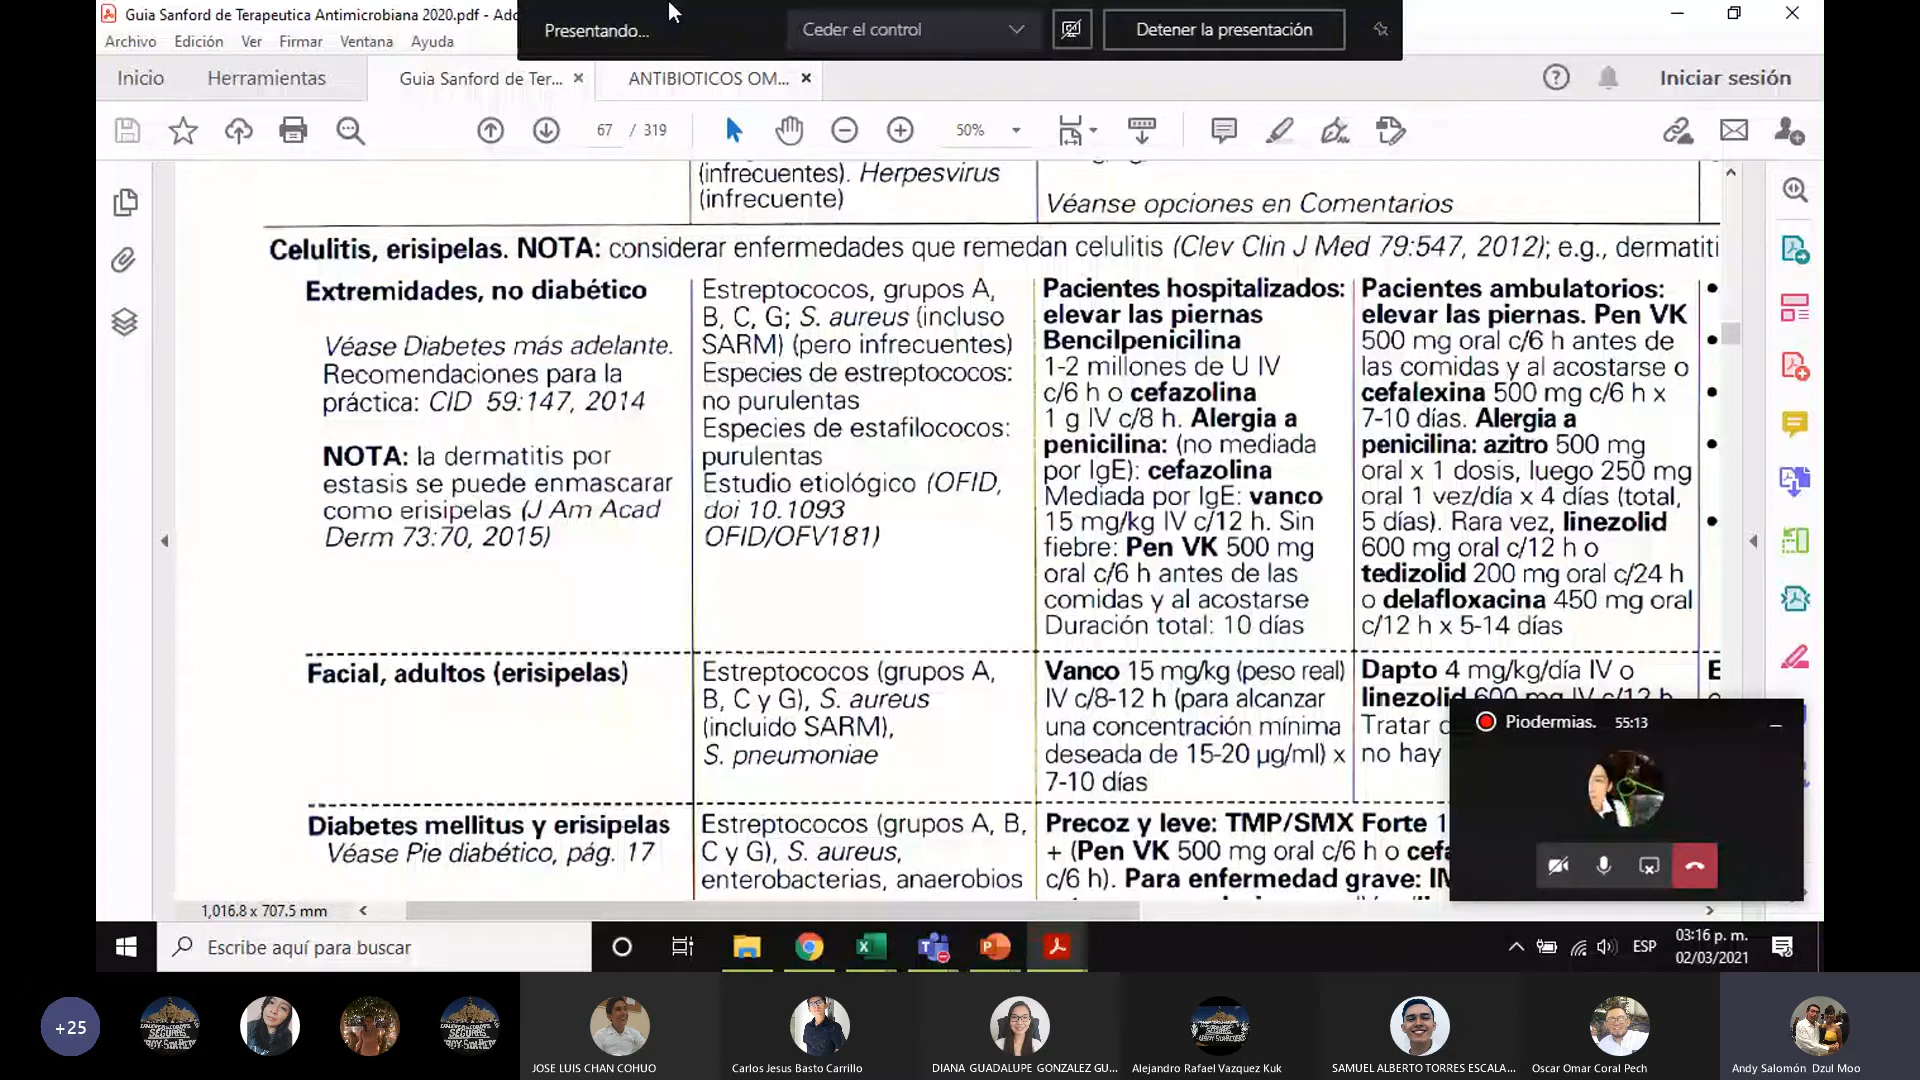 Guia Sanford de Terapeutica Antimicrobiana 2020.pdf - Ado
Presentando...
Ceder el control
Detener la presentación
Archivo Edición Ver Firmar Ventana Ayuda
Inicio Herramientas Guia Sanford de Ter... × ANTIBIOTICOS OM... × Iniciar sesión
67 / 319 50%
(infrecuentes). Herpesvirus
(infrecuente)
Véanse opciones en Comentarios
Celulitis, erisipelas. NOTA: considerar enfermedades que remedan celulitis (Clev Clin J Med 79:547, 2012); e.g., dermatiti
Extremidades, no diabético
Véase Diabetes más adelante.
Recomendaciones para la
práctica: CID 59:147, 2014
NOTA: la dermatitis por
estasis se puede enmascarar
como erisipelas (J Am Acad
Derm 73:70, 2015)
Estreptococos, grupos A,
B, C, G; S. aureus (incluso
SARM) (pero infrecuentes)
Especies de estreptococos:
no purulentas
Especies de estafilococos:
purulentas
Estudio etiológico (OFID,
doi 10.1093
OFID/OFV181)
Pacientes hospitalizados:
elevar las piernas
Bencilpenicilina
1-2 millones de U IV
c/6 h o cefazolina
1 g IV c/8 h. Alergia a
penicilina: (no mediada
por IgE): cefazolina
Mediada por IgE: vanco
15 mg/kg IV c/12 h. Sin
fiebre: Pen VK 500 mg
oral c/6 h antes de las
comidas y al acostarse
Duración total: 10 días
Pacientes ambulatorios:
elevar las piernas. Pen VK
500 mg oral c/6 h antes de
las comidas y al acostarse o
cefalexina 500 mg c/6 h x
7-10 días. Alergia a
penicilina: azitro 500 mg
oral x 1 dosis, luego 250 mg
oral 1 vez/día x 4 días (total,
5 días). Rara vez, linezolid
600 mg oral c/12 h o
tedizolid 200 mg oral c/24 h
o delafloxacina 450 mg oral
c/12 h x 5-14 días
Facial, adultos (erisipelas)
Estreptococos (grupos A,
B, C y G), S. aureus
(incluido SARM),
S. pneumoniae
Vanco 15 mg/kg (peso real)
IV c/8-12 h (para alcanzar
una concentración mínima
deseada de 15-20 µg/ml) x
7-10 días
Dapto 4 mg/kg/día IV o
linezolid 600 mg IV c/12 h
Tratar
no hay
E
Diabetes mellitus y erisipelas
Véase Pie diabético, pág. 17
Estreptococos (grupos A, B,
C y G), S. aureus,
enterobacterias, anaerobios
Precoz y leve: TMP/SMX Forte 1
+ (Pen VK 500 mg oral c/6 h o cefa
c/6 h). Para enfermedad grave: IM
Piodermias. 55:13
1,016.8 x 707.5 mm
Escribe aquí para buscar
ESP
03:16 p. m.
02/03/2021
+25
JOSE LUIS CHAN COHUO
Carlos Jesus Basto Carrillo
DIANA GUADALUPE GONZALEZ GU...
Alejandro Rafael Vazquez Kuk
SAMUEL ALBERTO TORRES ESCALA...
Oscar Omar Coral Pech
Andy Salomón Dzul Moo